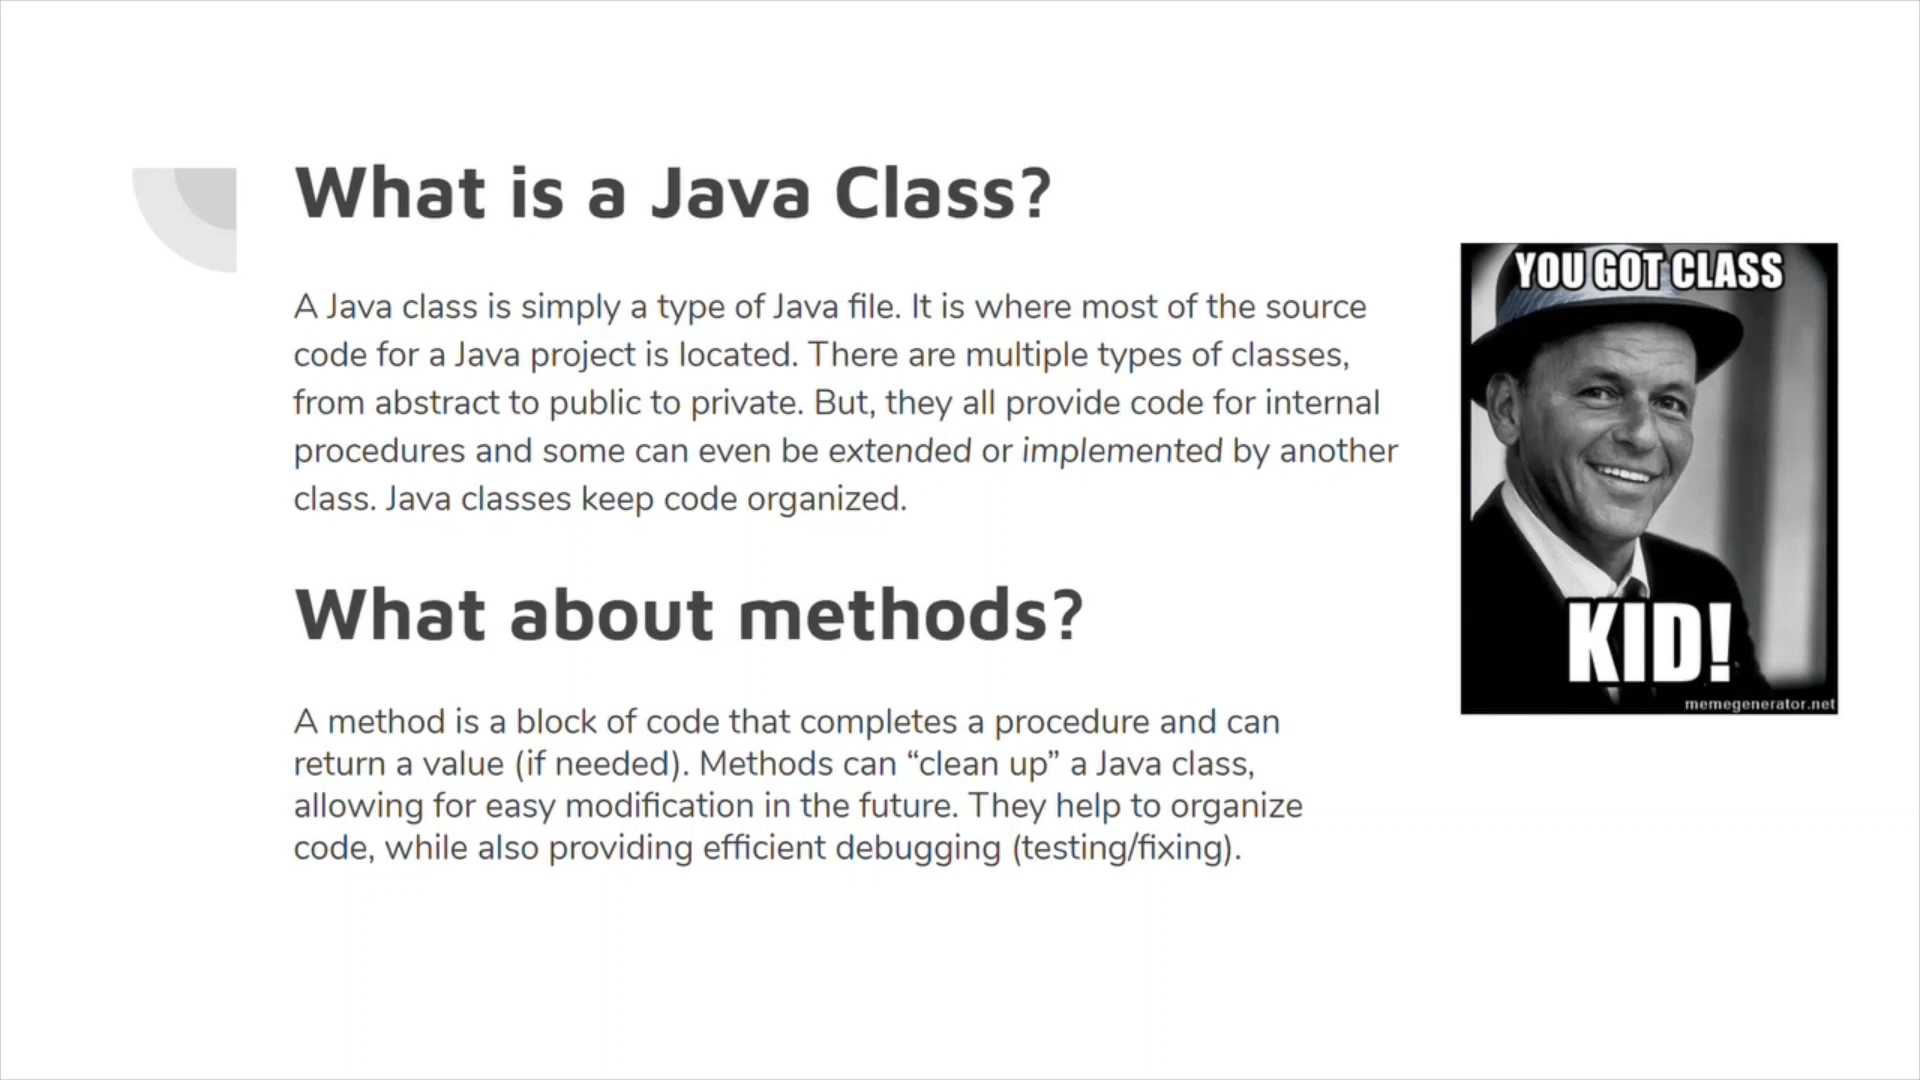 What is a Java Class?
A Java class is simply a type of Java file. It is where most of the source
code for a Java project is located. There are multiple types of classes,
from abstract to public to private. But, they all provide code for internal
procedures and some can even be extended or implemented by another
class. Java classes keep code organized.
What about methods?
A method is a block of code that completes a procedure and can
return a value (if needed). Methods can “clean up” a Java class,
allowing for easy modification in the future. They help to organize
code, while also providing efficient debugging (testing/fixing).
YOU GOT CLASS
KID!
memegenerator.net